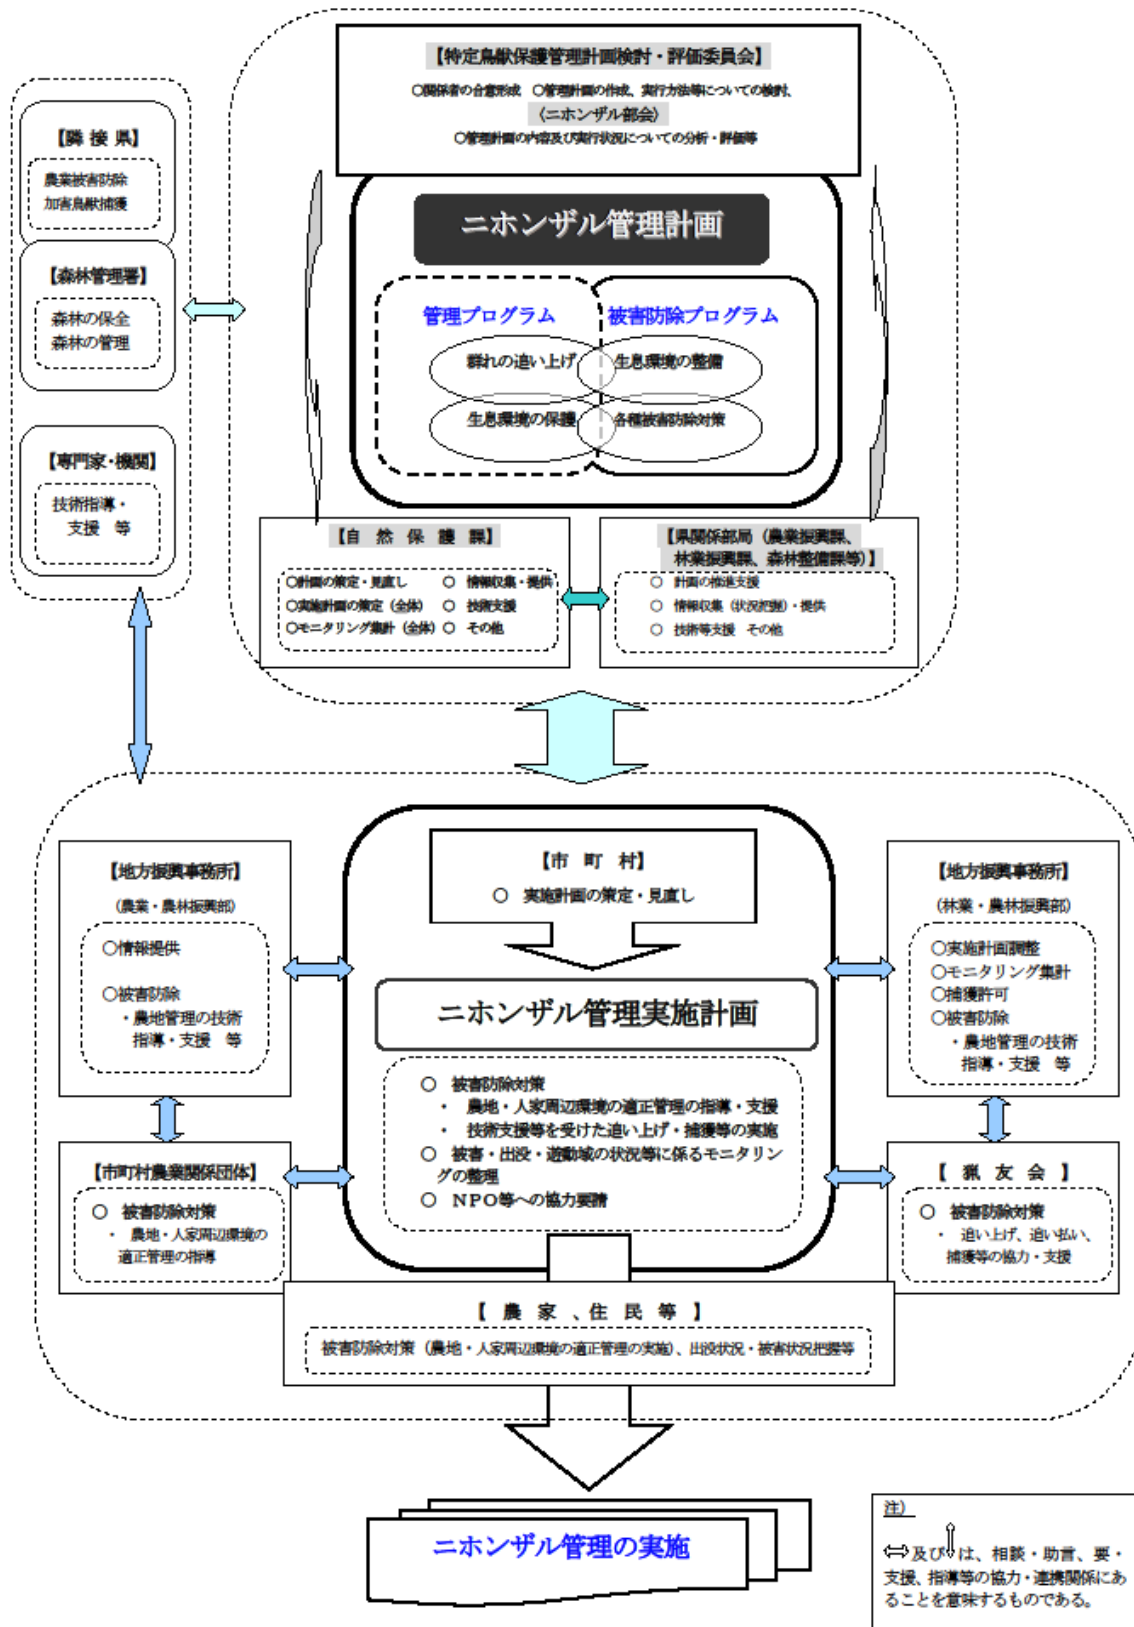 【特定鳥獣保護管理計画検討・評価委員会】
○関係者の合意形成　○管理計画の作成、実行方法等についての検討、
〈ニホンザル部会〉
○管理計画の内容及び実行状況についての分析・評価等
【隣 接 県】
農業被害防除
加害鳥獣捕獲
【森林管理署】
森林の保全
森林の管理
【専門家・機関】
技術指導・
支援　等
ニホンザル管理計画
管理プログラム
被害防除プログラム
群れの追い上げ
生息環境の整備
生息環境の保護
各種被害防除対策
【自　然　保　護　課】
○計画の策定・見直し　○　情報収集・提供
○実施計画の策定（全体）　○　技術支援
○モニタリング集計（全体）　○　その他
【県関係部局（農業振興課、
林業振興課、森林整備課等）】
○　計画の推進支援
○　情報収集（状況把握）・提供
○　技術等支援　その他
【地方振興事務所】
（農業・農林振興部）
○情報提供
○被害防除
・農地管理の技術
指導・支援　等
【市町村農業関係団体】
○　被害防除対策
・　農地・人家周辺環境の
適正管理の指導
【市　町　村】
○　実施計画の策定・見直し
ニホンザル管理実施計画
○　被害防除対策
・　農地・人家周辺環境の適正管理の指導・支援
・　技術支援等を受けた追い上げ・捕獲等の実施
○　被害・出没・遊動域の状況等に係るモニタリン
グの整理
○　ＮＰＯ等への協力要請
【地方振興事務所】
（林業・農林振興部）
○実施計画調整
○モニタリング集計
○捕獲許可
○被害防除
・農地管理の技術
指導・支援　等
【　猟　友　会　】
○　被害防除対策
・　追い上げ、追い払い、
捕獲等の協力・支援
【　農　家　、住　民　等　】
被害防除対策（農地・人家周辺環境の適正管理の実施）、出没状況・被害状況把握等
ニホンザル管理の実施
注）
⇔及び⇕は、相談・助言、要・
支援、指導等の協力・連携関係にあ
ることを意味するものである。